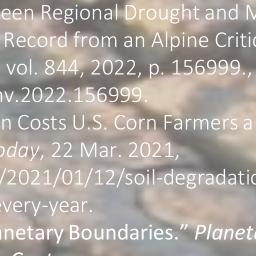 een Regional Drought and M
Record from an Alpine Critic
vol. 844, 2022, p. 156999.,
nv.2022.156999.
n Costs U.S. Corn Farmers a
oday, 22 Mar. 2021,
/2021/01/12/soil-degradatio
every-year.
anetary Boundaries.” Planeta